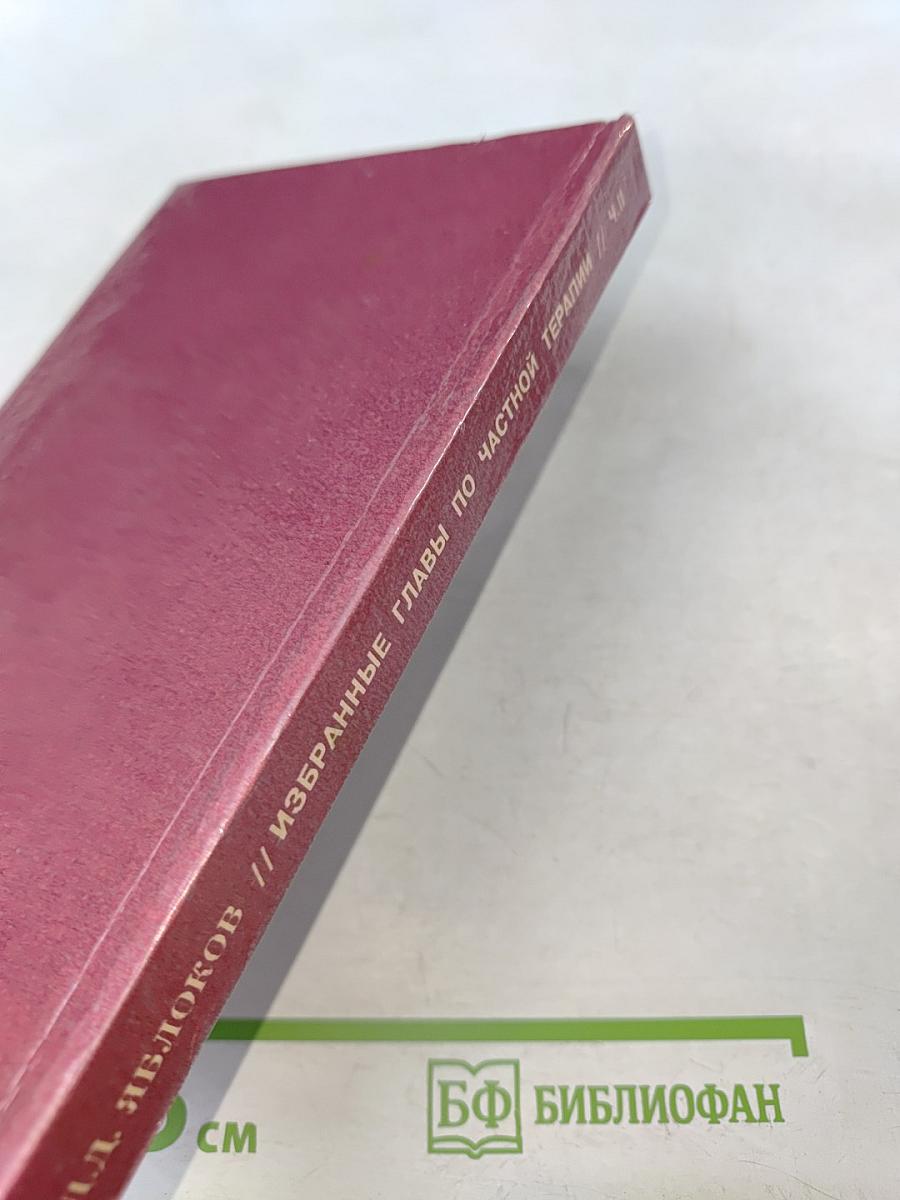 Д. ЯБЛОКОВ // ИЗБРАННЫЕ ГЛАВЫ ПО ЧАСТНОЙ ТЕРАПИИ // Ч.II
СМ
БФ БИБЛИОФАН